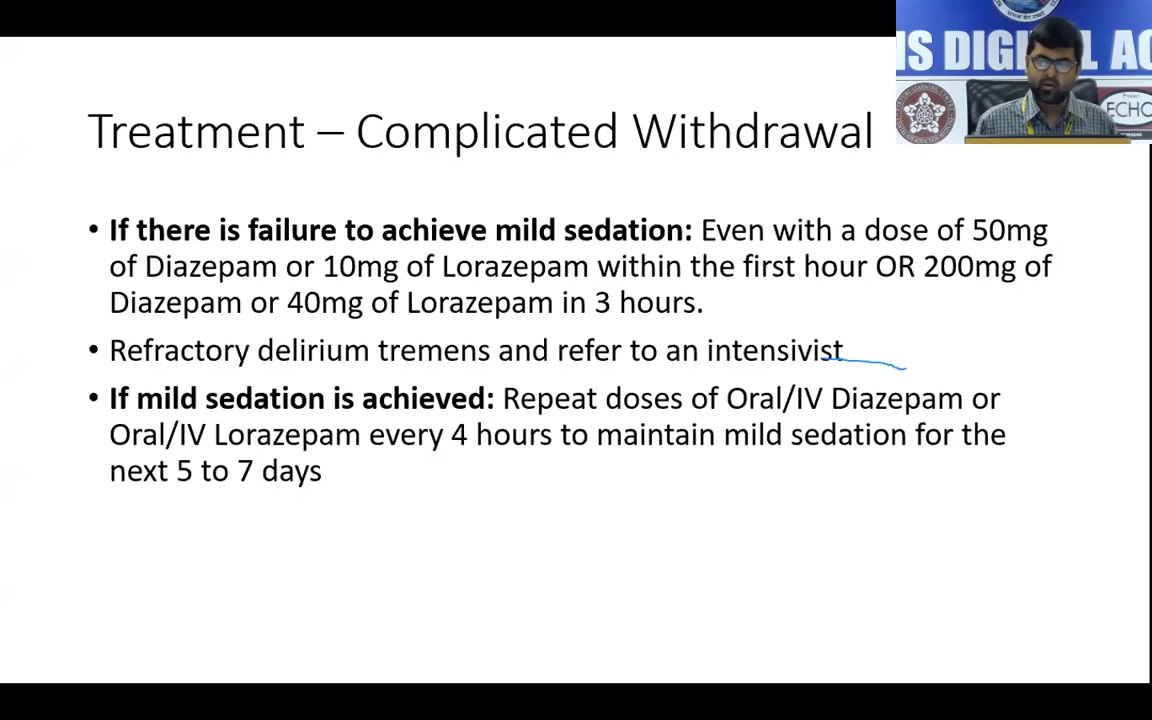 NS DIGITAL AC
ECHO
Treatment – Complicated Withdrawal
• If there is failure to achieve mild sedation: Even with a dose of 50mg
of Diazepam or 10mg of Lorazepam within the first hour OR 200mg of
Diazepam or 40mg of Lorazepam in 3 hours.
• Refractory delirium tremens and refer to an intensivist
• If mild sedation is achieved: Repeat doses of Oral/IV Diazepam or
Oral/IV Lorazepam every 4 hours to maintain mild sedation for the
next 5 to 7 days